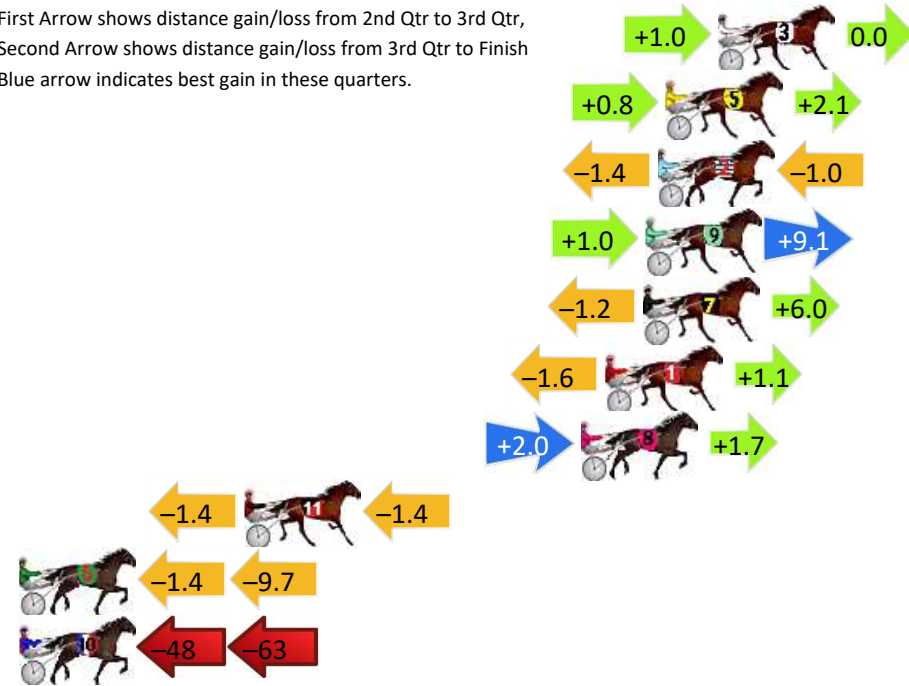 First Arrow shows distance gain/loss from 2nd Qtr to 3rd Qtr,
Second Arrow shows distance gain/loss from 3rd Qtr to Finish
Blue arrow indicates best gain in these quarters.
+1.0 3 0.0
+0.8 5 +2.1
–1.4 2 –1.0
+1.0 9 +9.1
–1.2 7 +6.0
–1.6 1 +1.1
+2.0 8 +1.7
–1.4 11 –1.4
6 –1.4 –9.7
10 –48 –63